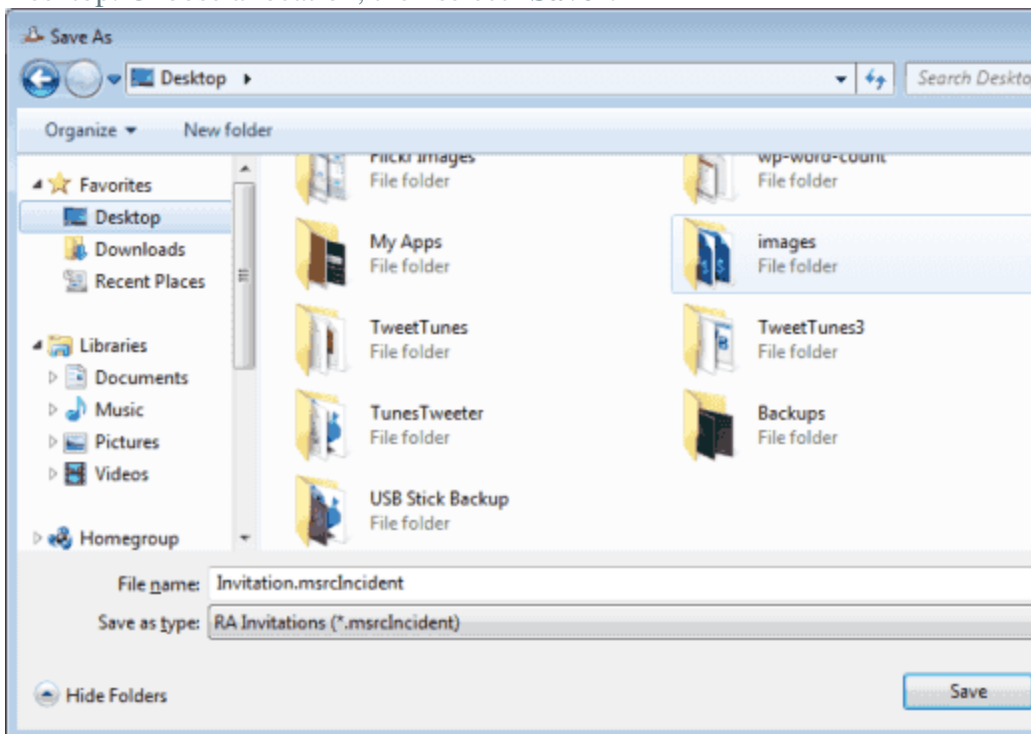 Save As
Desktop
Search Deskto
Organize
New folder
Favorites
Desktop
Downloads
Recent Places
Libraries
Documents
Music
Pictures
Videos
Homegroup
Flickr Images
File folder
wp-word-count
File folder
My Apps
File folder
images
File folder
TweetTunes
File folder
TweetTunes3
File folder
TunesTweeter
File folder
Backups
File folder
USB Stick Backup
File folder
File name: Invitation.msrcIncident
Save as type: RA Invitations (*.msrcIncident)
Hide Folders
Save